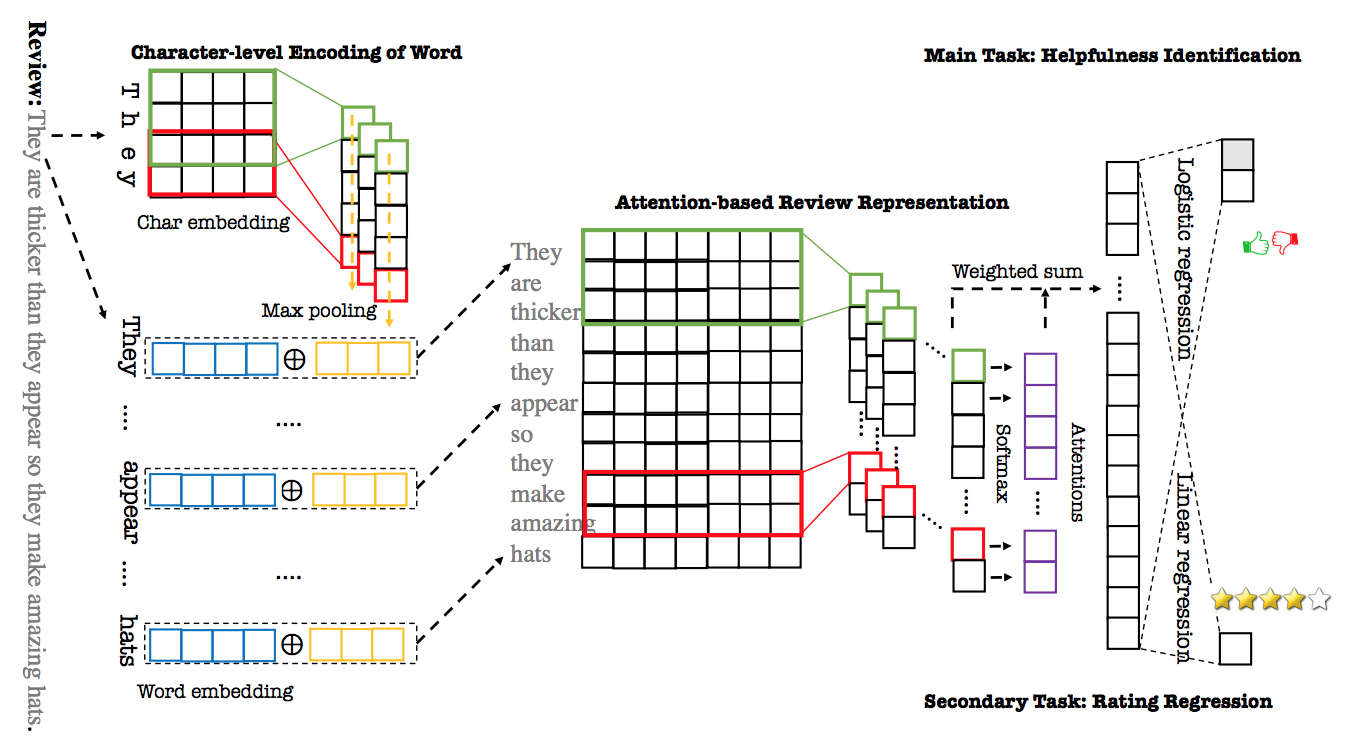 Review: They are thicker than they appear so they make amazing hats.
Character-level Encoding of Word
T
h
e
y
Char embedding
Max pooling
They
....
....
appear
....
....
hats
Word embedding
Attention-based Review Representation
They
are
thicker
than
they
appear
so
they
make
amazing
hats
Weighted sum
Softmax
Attentions
Main Task: Helpfulness Identification
Logistic regression
Linear regression
Secondary Task: Rating Regression